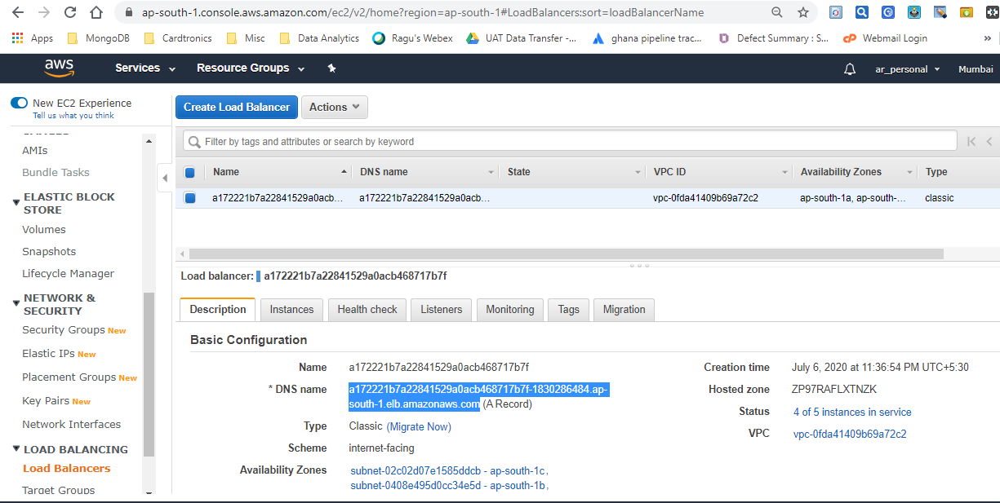 ap-south-1.console.aws.amazon.com/ec2/v2/home?region=ap-south-1#LoadBalancers:sort=loadBalancerName
Apps MongoDB Cardtronics Misc Data Analytics Ragu's Webex UAT Data Transfer -... ghana pipeline trac... Defect Summary : S... cP Webmail Login »
aws Services Resource Groups ar_personal Mumbai
New EC2 Experience
Tell us what you think
AMIs
Bundle Tasks
ELASTIC BLOCK
STORE
Volumes
Snapshots
Lifecycle Manager
NETWORK &
SECURITY
Security Groups New
Elastic IPs New
Placement Groups New
Key Pairs New
Network Interfaces
LOAD BALANCING
Load Balancers
Target Groups
Create Load Balancer Actions
Filter by tags and attributes or search by keyword
Name DNS name State VPC ID Availability Zones Type
a172221b7a22841529a0acb... a172221b7a22841529a0acb... vpc-0fda41409b69a72c2 ap-south-1a, ap-south-... classic
Load balancer: a172221b7a22841529a0acb468717b7f
Description Instances Health check Listeners Monitoring Tags Migration
Basic Configuration
Name a172221b7a22841529a0acb468717b7f
* DNS name a172221b7a22841529a0acb468717b7f-1830286484.ap-
south-1.elb.amazonaws.com (A Record)
Type Classic (Migrate Now)
Scheme internet-facing
Availability Zones subnet-02c02d07e1585ddcb - ap-south-1c,
subnet-0408e495d0cc34e5d - ap-south-1b,
Creation time July 6, 2020 at 11:36:54 PM UTC+5:30
Hosted zone ZP97RAFLXTNZK
Status 4 of 5 instances in service
VPC vpc-0fda41409b69a72c2